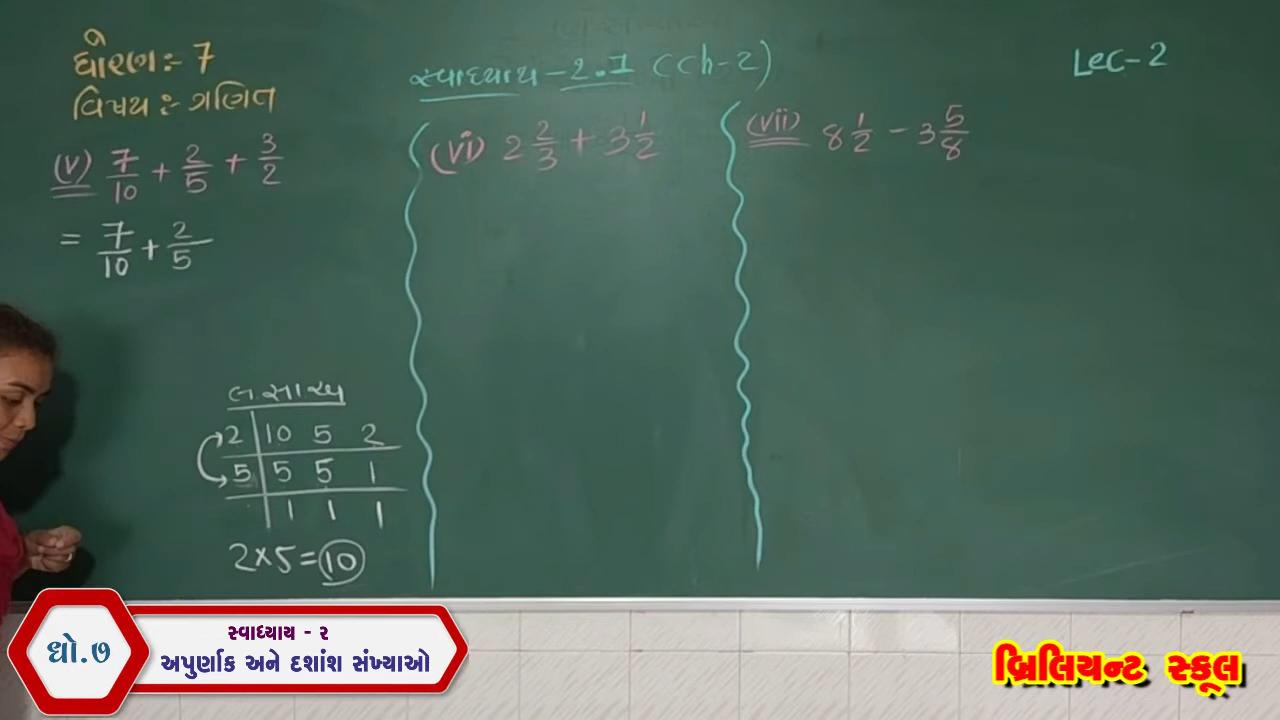 ધોરણ:- 7
વિષય :- ગણિત
સ્વાધ્યાય - 2.1 (Ch-2)
Lec-2
(v) 7/10 + 2/5 + 3/2
= 7/10 + 2/5
લ.સા.અ
2 | 10 5 2
5 | 5 5 1
| 1 1 1
2×5=10
(vi) 2 2/3 + 3 1/2
(vii) 8 1/2 - 3 5/8
ધો.૭
સ્વાધ્યાય - ૨
અપુર્ણાક અને દશાંશ સંખ્યાઓ
બ્રિલિયન્ટ સ્કૂલ